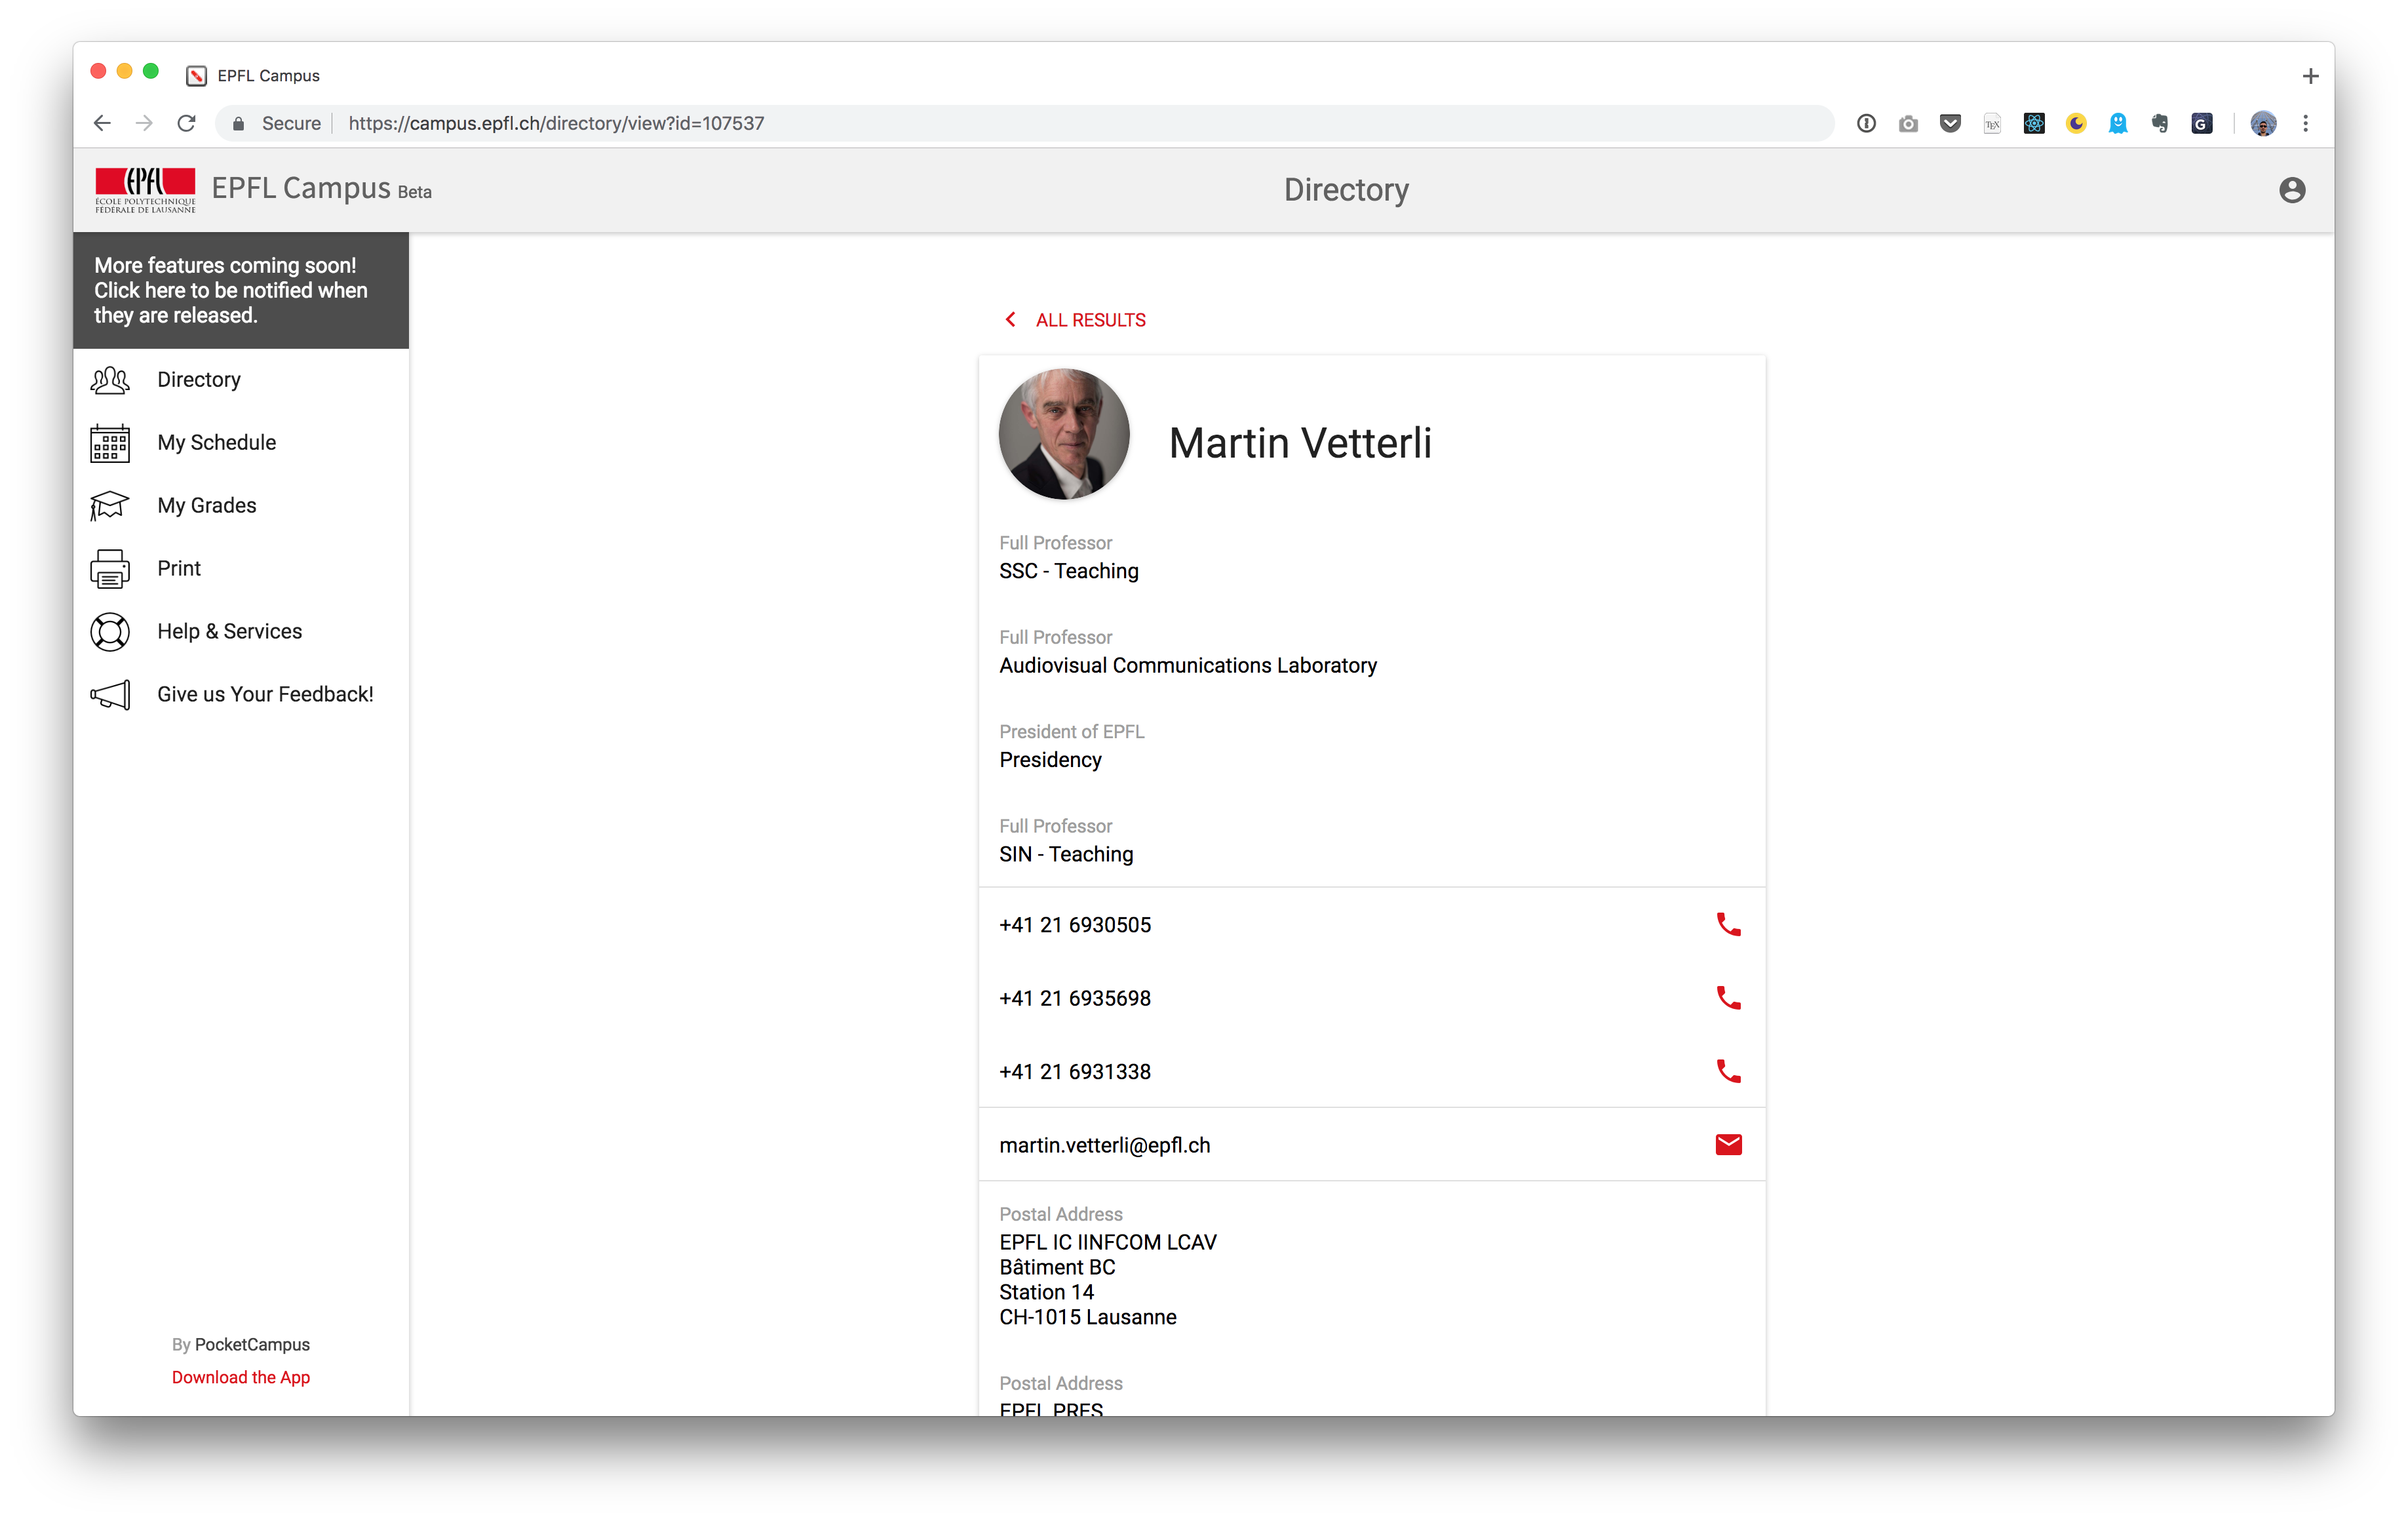 EPFL Campus
Secure
https://campus.epfl.ch/directory/view?id=107537
TEX
G
EPFL
ÉCOLE POLYTECHNIQUE
FÉDÉRALE DE LAUSANNE
EPFL Campus Beta
Directory
More features coming soon!
Click here to be notified when
they are released.
Directory
My Schedule
My Grades
Print
Help & Services
Give us Your Feedback!
By PocketCampus
Download the App
ALL RESULTS
Martin Vetterli
Full Professor
SSC - Teaching
Full Professor
Audiovisual Communications Laboratory
President of EPFL
Presidency
Full Professor
SIN - Teaching
+41 21 6930505
+41 21 6935698
+41 21 6931338
martin.vetterli@epfl.ch
Postal Address
EPFL IC IINFCOM LCAV
Bâtiment BC
Station 14
CH-1015 Lausanne
Postal Address
EPFL PRES